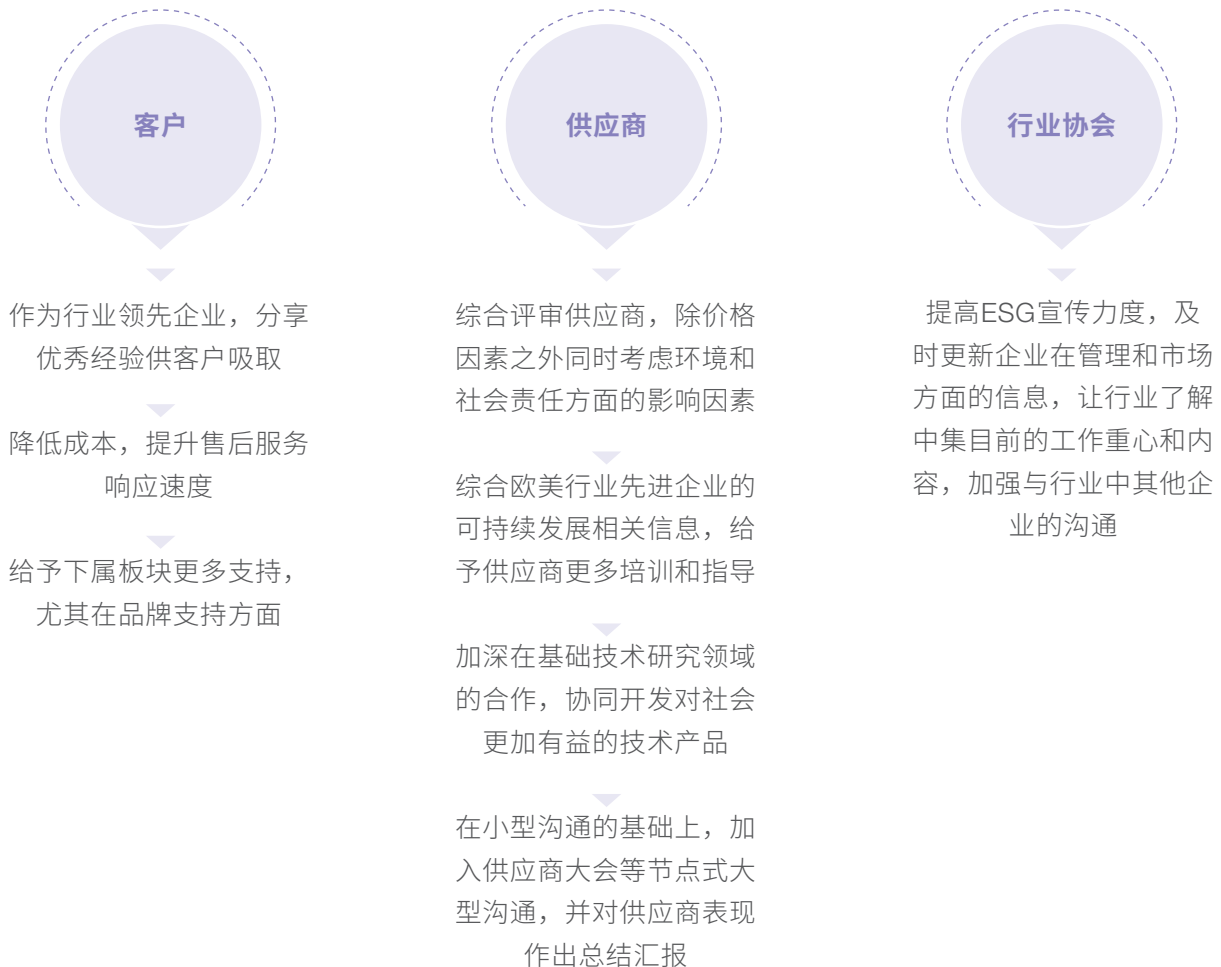 客户
作为行业领先企业，分享
优秀经验供客户吸取
降低成本，提升售后服务
响应速度
给予下属板块更多支持，
尤其在品牌支持方面
供应商
综合评审供应商，除价格
因素之外同时考虑环境和
社会责任方面的影响因素
综合欧美行业先进企业的
可持续发展相关信息，给
予供应商更多培训和指导
加深在基础技术研究领域
的合作，协同开发对社会
更加有益的技术产品
在小型沟通的基础上，加
入供应商大会等节点式大
型沟通，并对供应商表现
作出总结汇报
行业协会
提高ESG宣传力度，及
时更新企业在管理和市场
方面的信息，让行业了解
中集目前的工作重心和内
容，加强与行业中其他企
业的沟通